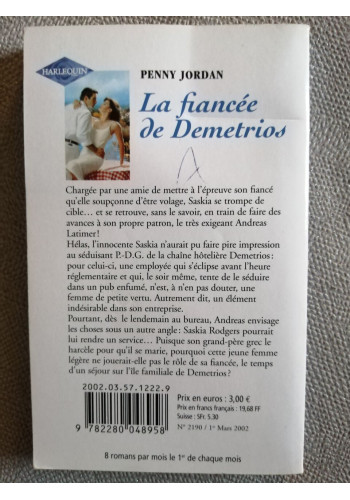 HARLEQUIN
PENNY JORDAN
La fiancée
de Demetrios
A
Chargée par une amie de mettre à l'épreuve son fiancé
qu'elle soupçonne d'être volage, Saskia se trompe de
cible… et se retrouve, sans le savoir, en train de faire des
avances à son propre patron, le très exigeant Andreas
Latimer !
Hélas, l'innocente Saskia n'aurait pu faire pire impression
au séduisant P.-D.G. de la chaîne hôtelière Demetrios :
pour celui-ci, une employée qui s'éclipse avant l'heure
réglementaire et qui, le soir même, tente de le séduire
dans un pub enfumé, n'est, à n'en pas douter, une
femme de petite vertu. Autrement dit, un élément
indésirable dans son entreprise.
Pourtant, dès le lendemain au bureau, Andreas envisage
les choses sous un autre angle : Saskia Rodgers pourrait
lui rendre un service… Puisque son grand-père grec le
harcèle pour qu'il se marie, pourquoi cette jeune femme
légère ne jouerait-elle pas le rôle de sa fiancée, le temps
d'un séjour sur l'île familiale de Demetrios ?
2002.03.57.1222.9
9 782280 048958
Prix en euros : 3,00 €
Prix en francs français : 19,68 FF
Suisse : SFr. 5.30
N° 2190 / 1er Mars 2002
8 romans par mois le 1er de chaque mois